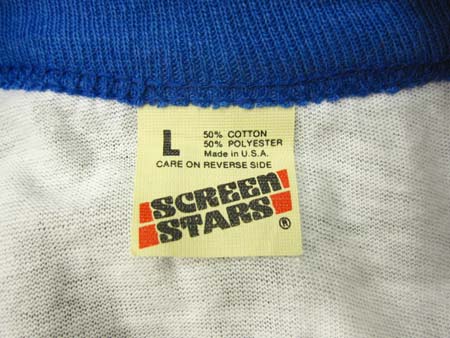 L
50% COTTON
50% POLYESTER
Made in U.S.A.
CARE ON REVERSE SIDE
SCREEN
STARS
®